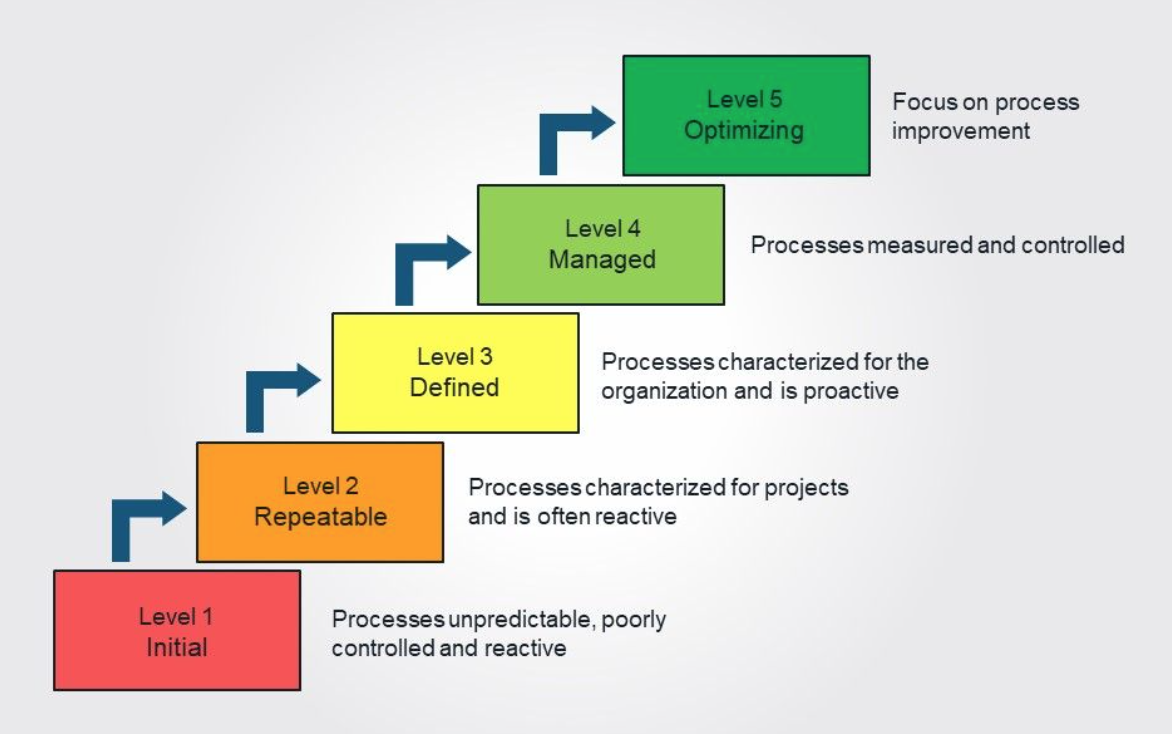 Level 5
Optimizing
Focus on process
improvement
Level 4
Managed
Processes measured and controlled
Level 3
Defined
Processes characterized for the
organization and is proactive
Level 2
Repeatable
Processes characterized for projects
and is often reactive
Level 1
Initial
Processes unpredictable, poorly
controlled and reactive